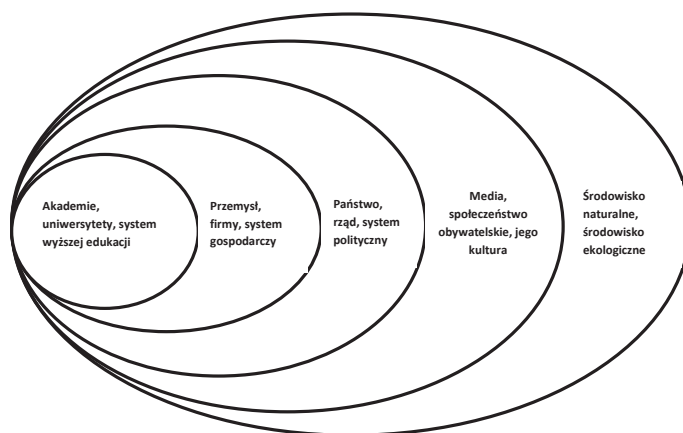 Akademie,
uniwersytety, system
wyższej edukacji
Przemysł,
firmy, system
gospodarczy
Państwo,
rząd, system
polityczny
Media,
społeczeństwo
obywatelskie, jego
kultura
Środowisko
naturalne,
środowisko
ekologiczne